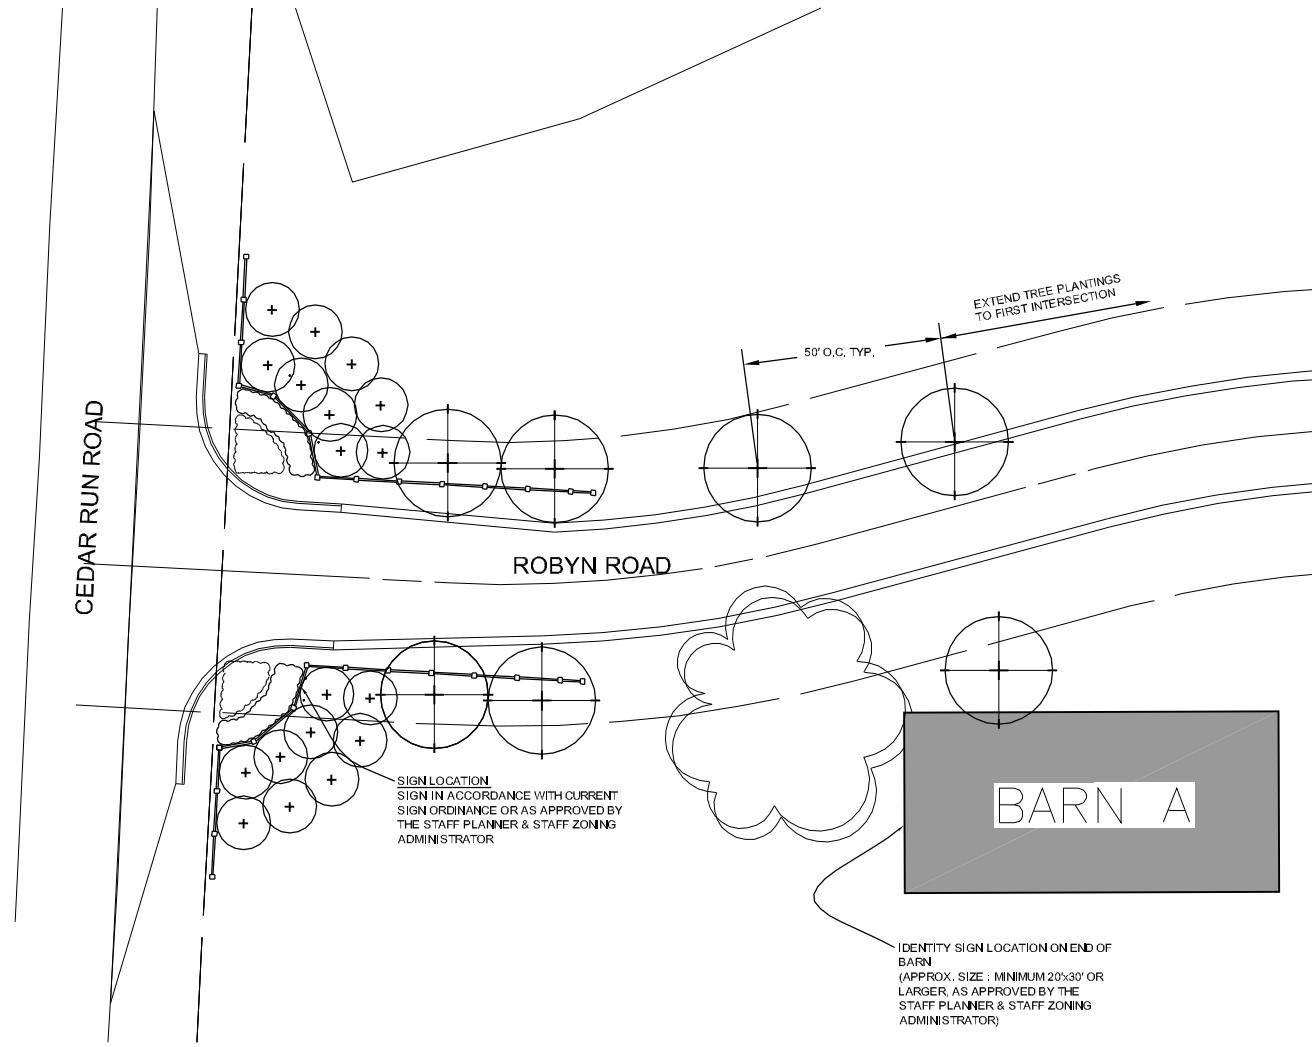 EXTEND TREE PLANTINGS
TO FIRST INTERSECTION
50' O.C. TYP.
CEDAR RUN ROAD
ROBYN ROAD
SIGN LOCATION
SIGN IN ACCORDANCE WITH CURRENT
SIGN ORDINANCE OR AS APPROVED BY
THE STAFF PLANNER & STAFF ZONING
ADMINISTRATOR
BARN A
IDENTITY SIGN LOCATION ON END OF
BARN
(APPROX. SIZE : MINIMUM 20'x30' OR
LARGER, AS APPROVED BY THE
STAFF PLANNER & STAFF ZONING
ADMINISTRATOR)